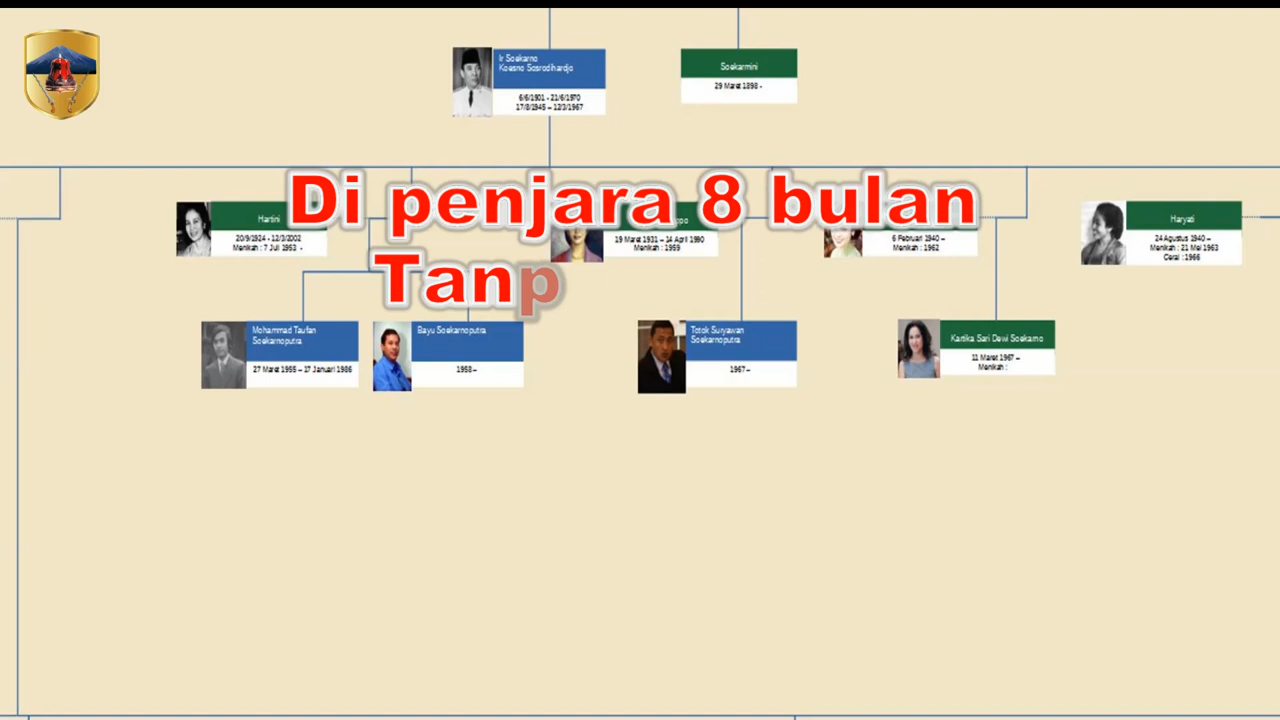 Ir Soekarno
Koesno Sosrodihardjo
6/6/1901 - 21/6/1970
17/8/1945 – 12/3/1967
Soekarmini
29 Maret 1898 -
Di penjara 8 bulan
Tanp
Hartini
20/9/1924 - 12/3/2002
Menikah : 7 Juli 1953 -
19 Maret 1931 – 14 April 1990
Menikah : 1959
6 Februari 1940 –
Menikah : 1962
Haryati
24 Agustus 1940 –
Menikah : 21 Mei 1963
Cerai : 1966
Mohammad Taufan
Soekarnoputra
27 Maret 1955 – 17 Januari 1986
Bayu Soekarnoputra
1958 –
Totok Suryawan
Soekarnoputra
1967 –
Kartika Sari Dewi Soekarno
11 Maret 1967 –
Menikah :